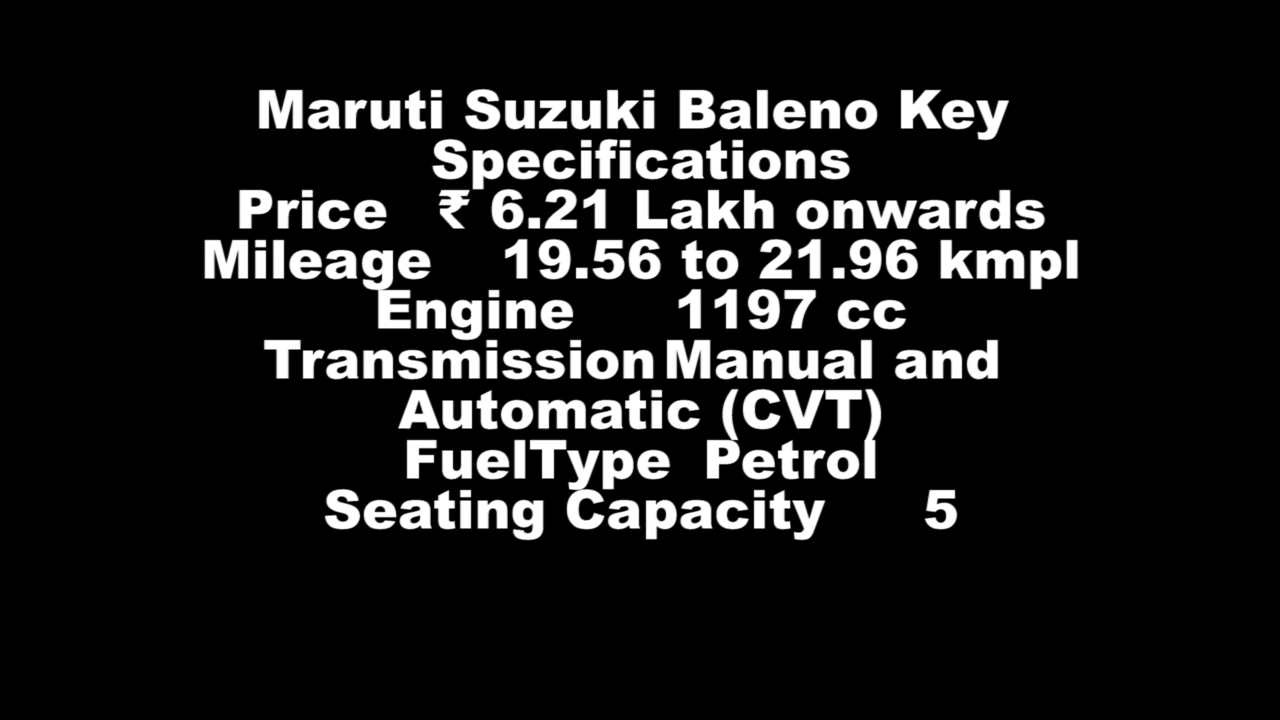 Maruti Suzuki Baleno Key
Specifications
Price ₹ 6.21 Lakh onwards
Mileage 19.56 to 21.96 kmpl
Engine 1197 cc
Transmission Manual and
Automatic (CVT)
FuelType Petrol
Seating Capacity 5